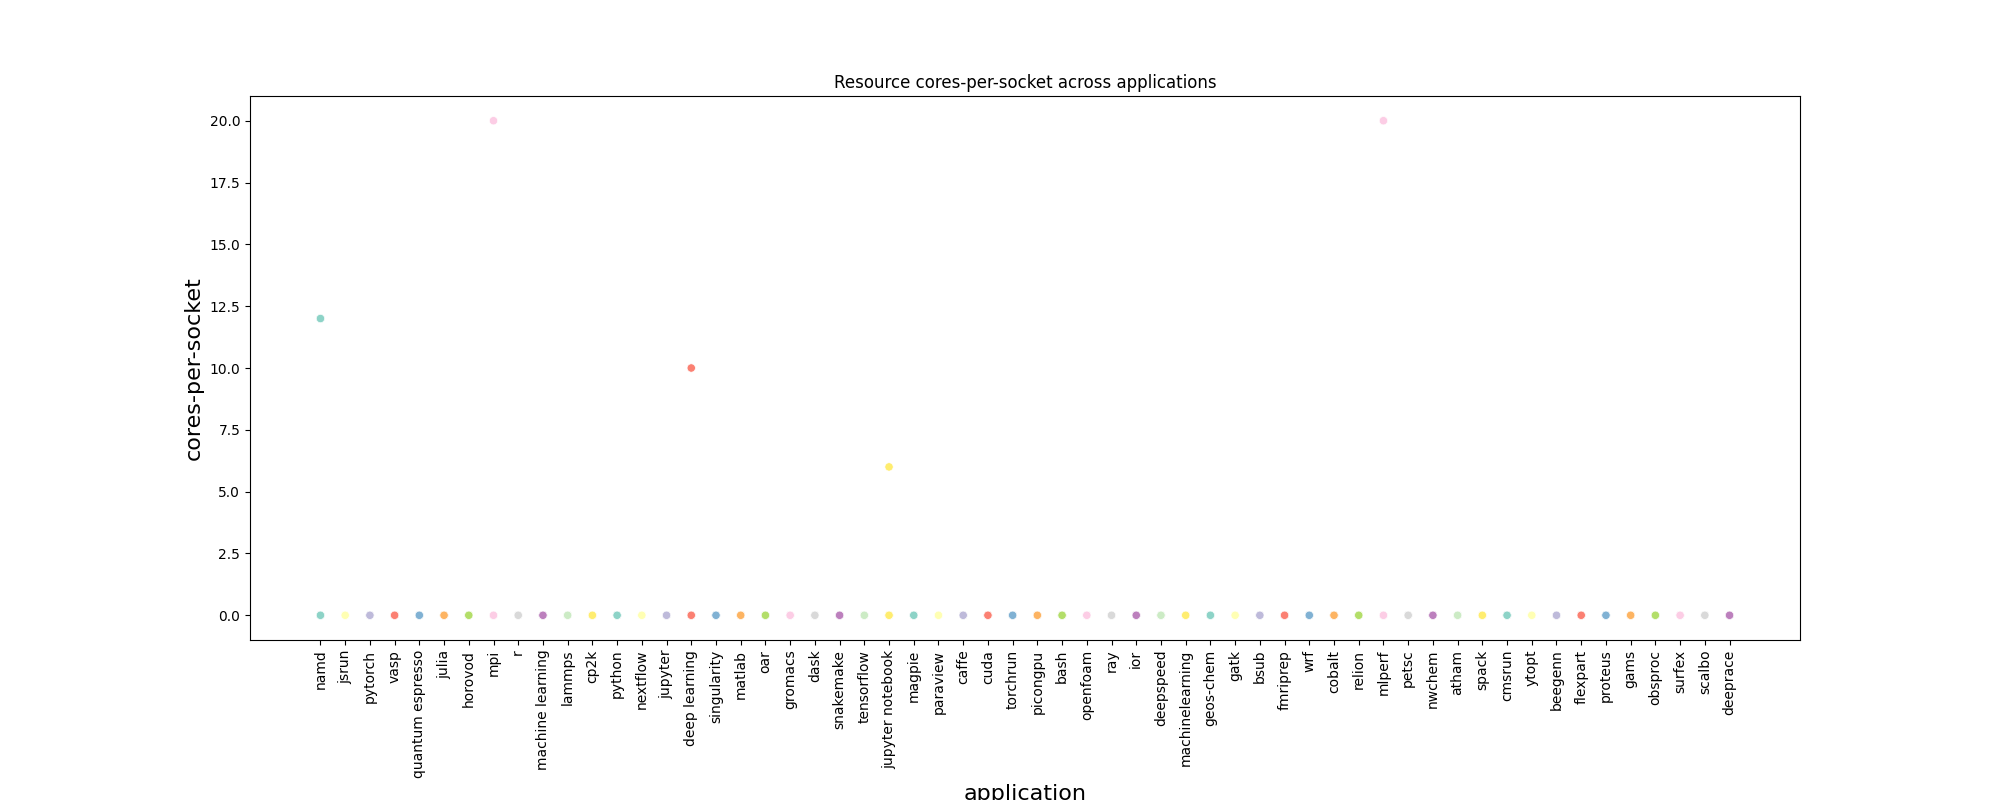 Resource cores-per-socket across applications
cores-per-socket
20.0
17.5
15.0
12.5
10.0
7.5
5.0
2.5
0.0
namd
jsrun
pytorch
vasp
quantum espresso
julia
horovod
mpi
r
machine learning
lammps
cp2k
python
nextflow
jupyter
deep learning
singularity
matlab
oar
gromacs
dask
snakemake
tensorflow
jupyter notebook
magpie
paraview
caffe
cuda
torchrun
picongpu
bash
openfoam
ray
ior
deepspeed
machinelearning
geos-chem
gatk
bsub
fmriprep
wrf
cobalt
relion
mlperf
petsc
nwchem
atham
spack
cmsrun
ytopt
beegenn
flexpart
proteus
gams
obsproc
surfex
scalbo
deeprace
application